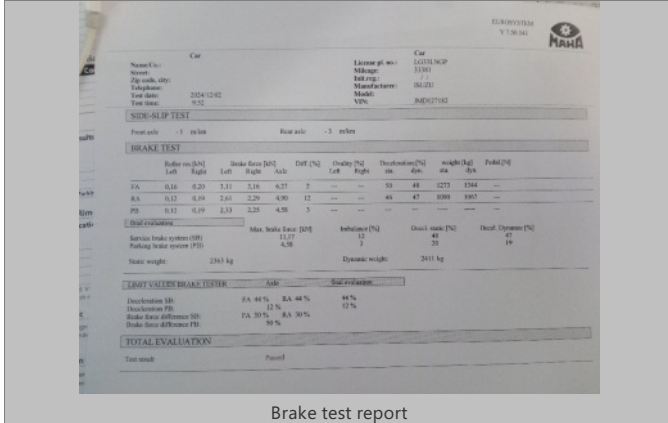 EUROSYSTEM
MAHA
Car
Car
Name/Co.:
License pl. no.:
Street:
Mileage:
Zip code, city:
Init.reg.:
Telephone:
Manufacturer: ISUZU
Test date: 2024/12/02
Model:
Test time: 9:52
VIN:
SIDE-SLIP TEST
Front axle -3 m/km Rear axle -3 m/km
BRAKE TEST
Roller res.[kN] Brake force [kN] Diff.[%] Ovality [%] Deceleration[%] weight [kg] Pedal.[N]
Left Right Left Right Axle Left Right sta. dyn. sta. dyn.
FA 0,16 0,20 3,11 3,16 6,27 2 --- --- 50 48 1273 1344 ---
RA 0,12 0,19 2,61 2,29 4,90 12 --- --- 46 47 ---
PB 0,12 0,19 2,33 2,25 4,58 3 --- ---
Total evaluation
Max. brake force [kN] Imbalance [%] Decel. static [%] Decel. Dynamic [%]
Service brake system (SB) 11,17 12 48 47
Parking brake system (PB) 4,58 3 20 19
Static weight: 2363 kg Dynamic weight: 2411 kg
LIMIT VALUES BRAKE TESTER Axle Total evaluation
Deceleration SB: FA 44 % RA 44 % 44 %
Deceleration PB: 12 % 12 %
Brake force difference SB: FA 30 % RA 30 %
Brake force difference PB: 50 %
TOTAL EVALUATION
Test result Passed
Brake test report